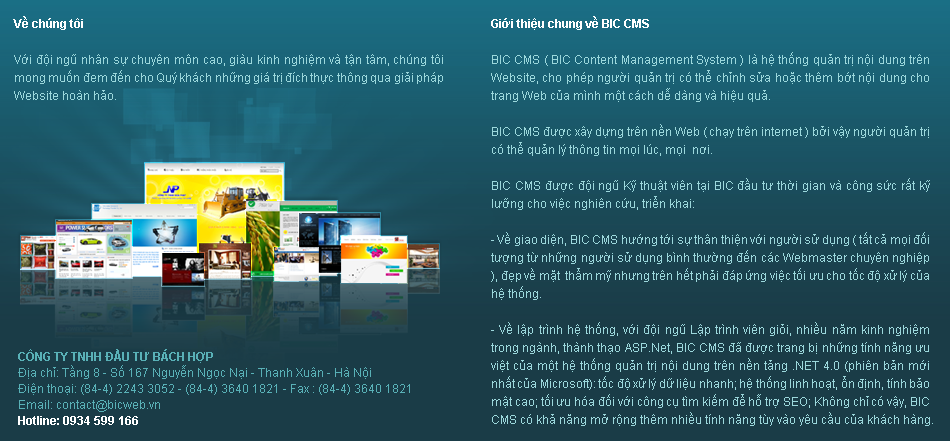 Về chúng tôi
Với đội ngũ nhân sự chuyên môn cao, giàu kinh nghiệm và tận tâm, chúng tôi
mong muốn đem đến cho Quý khách những giá trị đích thực thông qua giải pháp
Website hoàn hảo.
NP
CÔNG TY TNHH ĐẦU TƯ BÁCH HỢP
Địa chỉ: Tầng 8 - Số 167 Nguyễn Ngọc Nại - Thanh Xuân - Hà Nội
Điện thoại: (84-4) 2243 3052 - (84-4) 3640 1821 - Fax : (84-4) 3640 1821
Email: contact@bicweb.vn
Hotline: 0934 599 166
Giới thiệu chung về BIC CMS
BIC CMS ( BIC Content Management System ) là hệ thống quản trị nội dung trên
Website, cho phép người quản trị có thể chỉnh sửa hoặc thêm bớt nội dung cho
trang Web của mình một cách dễ dàng và hiệu quả.
BIC CMS được xây dựng trên nền Web ( chạy trên internet ) bởi vậy người quản trị
có thể quản lý thông tin mọi lúc, mọi nơi.
BIC CMS được đội ngũ Kỹ thuật viên tại BIC đầu tư thời gian và công sức rất kỹ
lưỡng cho việc nghiên cứu, triển khai:
- Về giao diện, BIC CMS hướng tới sự thân thiện với người sử dụng ( tất cả mọi đối
tượng từ những người sử dụng bình thường đến các Webmaster chuyên nghiệp
), đẹp về mặt thẩm mỹ nhưng trên hết phải đáp ứng việc tối ưu cho tốc độ xử lý của
hệ thống.
- Về lập trình hệ thống, với đội ngũ Lập trình viên giỏi, nhiều năm kinh nghiệm
trong ngành, thành thạo ASP.Net, BIC CMS đã được trang bị những tính năng ưu
việt của một hệ thống quản trị nội dung trên nền tảng .NET 4.0 (phiên bản mới
nhất của Microsoft): tốc độ xử lý dữ liệu nhanh; hệ thống linh hoạt, ổn định, tính bảo
mật cao; tối ưu hóa đối với công cụ tìm kiếm để hỗ trợ SEO; Không chỉ có vậy, BIC
CMS có khả năng mở rộng thêm nhiều tính năng tùy vào yêu cầu của khách hàng.